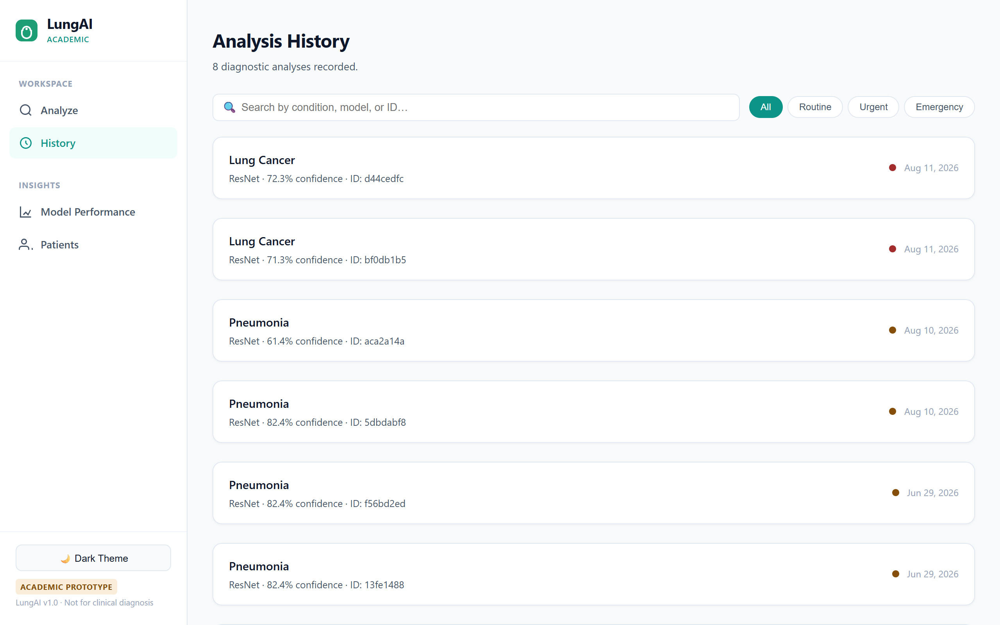 LungAI
ACADEMIC
WORKSPACE
Analyze
History
INSIGHTS
Model Performance
Patients
🌙 Dark Theme
ACADEMIC PROTOTYPE
LungAI v1.0 · Not for clinical diagnosis
Analysis History
8 diagnostic analyses recorded.
🔍 Search by condition, model, or ID…
All
Routine
Urgent
Emergency
Lung Cancer
ResNet · 72.3% confidence · ID: d44cedfc
Aug 11, 2026
Lung Cancer
ResNet · 71.3% confidence · ID: bf0db1b5
Aug 11, 2026
Pneumonia
ResNet · 61.4% confidence · ID: aca2a14a
Aug 10, 2026
Pneumonia
ResNet · 82.4% confidence · ID: 5dbdabf8
Aug 10, 2026
Pneumonia
ResNet · 82.4% confidence · ID: f56bd2ed
Jun 29, 2026
Pneumonia
ResNet · 82.4% confidence · ID: 13fe1488
Jun 29, 2026